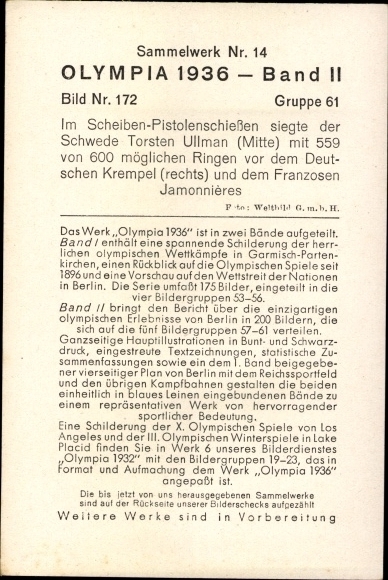 Sammelwerk Nr. 14
OLYMPIA 1936 — Band II
Bild Nr. 172 Gruppe 61
Im Scheiben-Pistolenschießen siegte der
Schwede Torsten Ullman (Mitte) mit 559
von 600 möglichen Ringen vor dem Deut-
schen Krempel (rechts) und dem Franzosen
Jamonnières
Foto: Weltbild G. m. b. H.
Das Werk „Olympia 1936" ist in zwei Bände aufgeteilt.
Band I enthält eine spannende Schilderung der herr-
lichen olympischen Wettkämpfe in Garmisch-Parten-
kirchen, einen Rückblick auf die Olympischen Spiele seit
1896 und eine Vorschau auf den Wettstreit der Nationen
in Berlin. Die Serie umfaßt 175 Bilder, eingeteilt in die
vier Bildergruppen 53–56.
Band II bringt den Bericht über die einzigartigen
olympischen Erlebnisse von Berlin in 200 Bildern, die
sich auf die fünf Bildergruppen 57–61 verteilen.
Ganzseitige Hauptillustrationen in Bunt- und Schwarz-
druck, eingestreute Textzeichnungen, statistische Zu-
sammenfassungen sowie ein dem I. Band beigegebe-
ner vierseitiger Plan von Berlin mit dem Reichssportfeld
und den übrigen Kampfbahnen gestalten die beiden
einheitlich in blaues Leinen eingebundenen Bände zu
einem repräsentativen Werk von hervorragender
sportlicher Bedeutung.
Eine Schilderung der X. Olympischen Spiele von Los
Angeles und der III. Olympischen Winterspiele in Lake
Placid finden Sie in Werk 6 unseres Bilderdienstes
„Olympia 1932" mit den Bildergruppen 19–23, das in
Format und Aufmachung dem Werk „Olympia 1936"
angepaßt ist.
Die bis jetzt von uns herausgegebenen Sammelwerke
sind auf der Rückseite unserer Bilderschecks aufgezählt
Weitere Werke sind in Vorbereitung